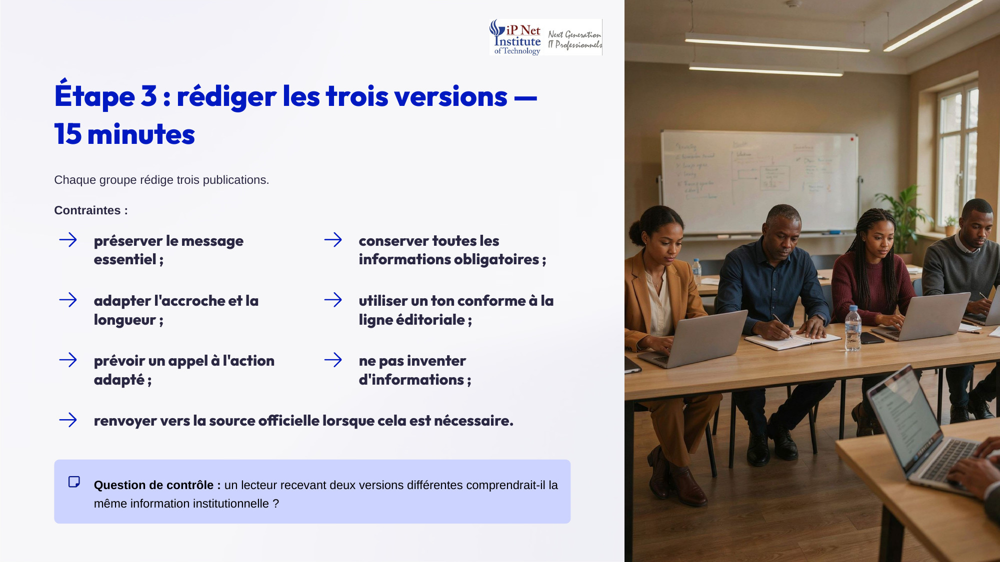 iP Net
Institute
of Technology
Next Generation
IT Professionnels
Étape 3 : rédiger les trois versions —
15 minutes
Chaque groupe rédige trois publications.
Contraintes :
préserver le message
essentiel ;
conserver toutes les
informations obligatoires ;
adapter l'accroche et la
longueur ;
utiliser un ton conforme à la
ligne éditoriale ;
prévoir un appel à l'action
adapté ;
ne pas inventer
d'informations ;
renvoyer vers la source officielle lorsque cela est nécessaire.
Question de contrôle : un lecteur recevant deux versions différentes comprendrait-il la
même information institutionnelle ?